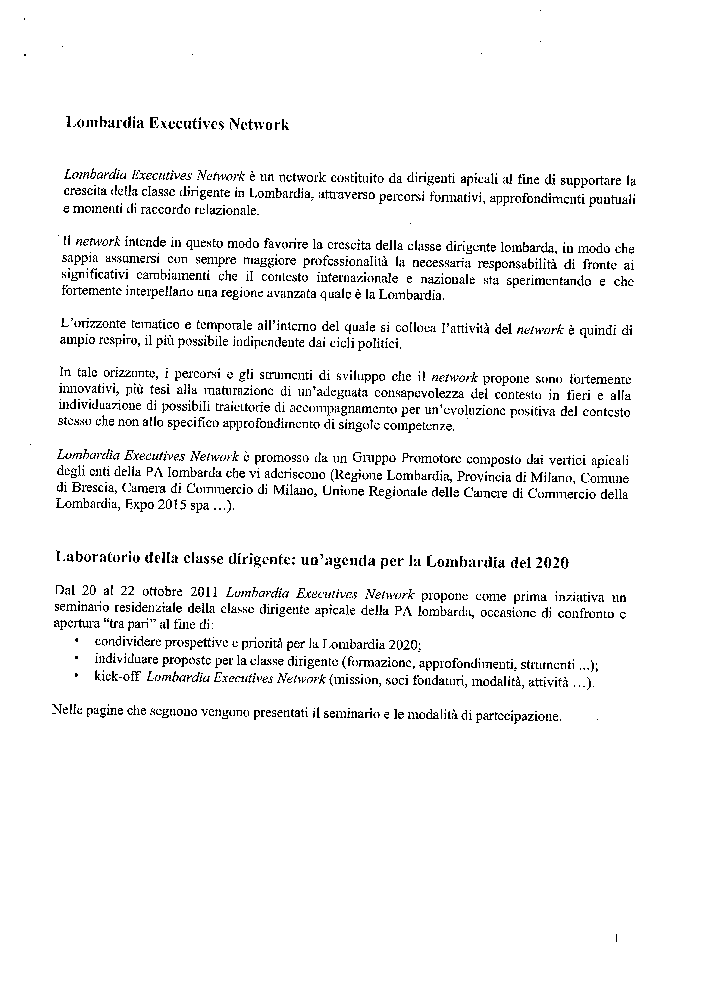 Lombardia Executives Network
Lombardia Executives Network è un network costituito da dirigenti apicali al fine di supportare la
crescita della classe dirigente in Lombardia, attraverso percorsi formativi, approfondimenti puntuali
e momenti di raccordo relazionale.
Il network intende in questo modo favorire la crescita della classe dirigente lombarda, in modo che
sappia assumersi con sempre maggiore professionalità la necessaria responsabilità di fronte ai
significativi cambiamenti che il contesto internazionale e nazionale sta sperimentando e che
fortemente interpellano una regione avanzata quale è la Lombardia.
L'orizzonte tematico e temporale all'interno del quale si colloca l'attività del network è quindi di
ampio respiro, il più possibile indipendente dai cicli politici.
In tale orizzonte, i percorsi e gli strumenti di sviluppo che il network propone sono fortemente
innovativi, più tesi alla maturazione di un'adeguata consapevolezza del contesto in fieri e alla
individuazione di possibili traiettorie di accompagnamento per un'evoluzione positiva del contesto
stesso che non allo specifico approfondimento di singole competenze.
Lombardia Executives Network è promosso da un Gruppo Promotore composto dai vertici apicali
degli enti della PA lombarda che vi aderiscono (Regione Lombardia, Provincia di Milano, Comune
di Brescia, Camera di Commercio di Milano, Unione Regionale delle Camere di Commercio della
Lombardia, Expo 2015 spa ...).
Laboratorio della classe dirigente: un'agenda per la Lombardia del 2020
Dal 20 al 22 ottobre 2011 Lombardia Executives Network propone come prima inziativa un
seminario residenziale della classe dirigente apicale della PA lombarda, occasione di confronto e
apertura "tra pari" al fine di:
• condividere prospettive e priorità per la Lombardia 2020;
• individuare proposte per la classe dirigente (formazione, approfondimenti, strumenti ...);
• kick-off Lombardia Executives Network (mission, soci fondatori, modalità, attività ...).
Nelle pagine che seguono vengono presentati il seminario e le modalità di partecipazione.
1